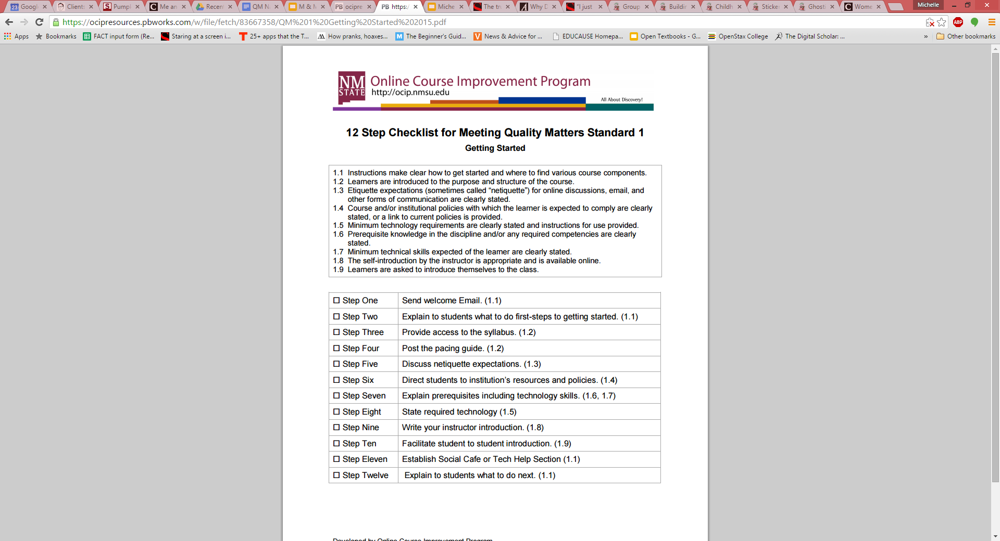 Googl Client Pumpl Me an Recen QM N M & M ocipre https:/ Miche The tr Why D "I just Group Buildin Childh Sticke Ghosti Wome Michelle
https://ocipresources.pbworks.com/w/file/fetch/83667358/QM%201%20Getting%20Started%202015.pdf ABP
Apps Bookmarks FACT input form (Re... Staring at a screen i... 25+ apps that the T... How pranks, hoaxes... The Beginner's Guid... News & Advice for ... EDUCAUSE Homepa... Open Textbooks - G... OpenStax College The Digital Scholar: ... » Other bookmarks
NM STATE Online Course Improvement Program
http://ocip.nmsu.edu
All About Discovery!
12 Step Checklist for Meeting Quality Matters Standard 1
Getting Started
1.1 Instructions make clear how to get started and where to find various course components.
1.2 Learners are introduced to the purpose and structure of the course.
1.3 Etiquette expectations (sometimes called “netiquette”) for online discussions, email, and
other forms of communication are clearly stated.
1.4 Course and/or institutional policies with which the learner is expected to comply are clearly
stated, or a link to current policies is provided.
1.5 Minimum technology requirements are clearly stated and instructions for use provided.
1.6 Prerequisite knowledge in the discipline and/or any required competencies are clearly
stated.
1.7 Minimum technical skills expected of the learner are clearly stated.
1.8 The self-introduction by the instructor is appropriate and is available online.
1.9 Learners are asked to introduce themselves to the class.
☐ Step One Send welcome Email. (1.1)
☐ Step Two Explain to students what to do first-steps to getting started. (1.1)
☐ Step Three Provide access to the syllabus. (1.2)
☐ Step Four Post the pacing guide. (1.2)
☐ Step Five Discuss netiquette expectations. (1.3)
☐ Step Six Direct students to institution’s resources and policies. (1.4)
☐ Step Seven Explain prerequisites including technology skills. (1.6, 1.7)
☐ Step Eight State required technology (1.5)
☐ Step Nine Write your instructor introduction. (1.8)
☐ Step Ten Facilitate student to student introduction. (1.9)
☐ Step Eleven Establish Social Cafe or Tech Help Section (1.1)
☐ Step Twelve Explain to students what to do next. (1.1)
Developed by Online Course Improvement Program